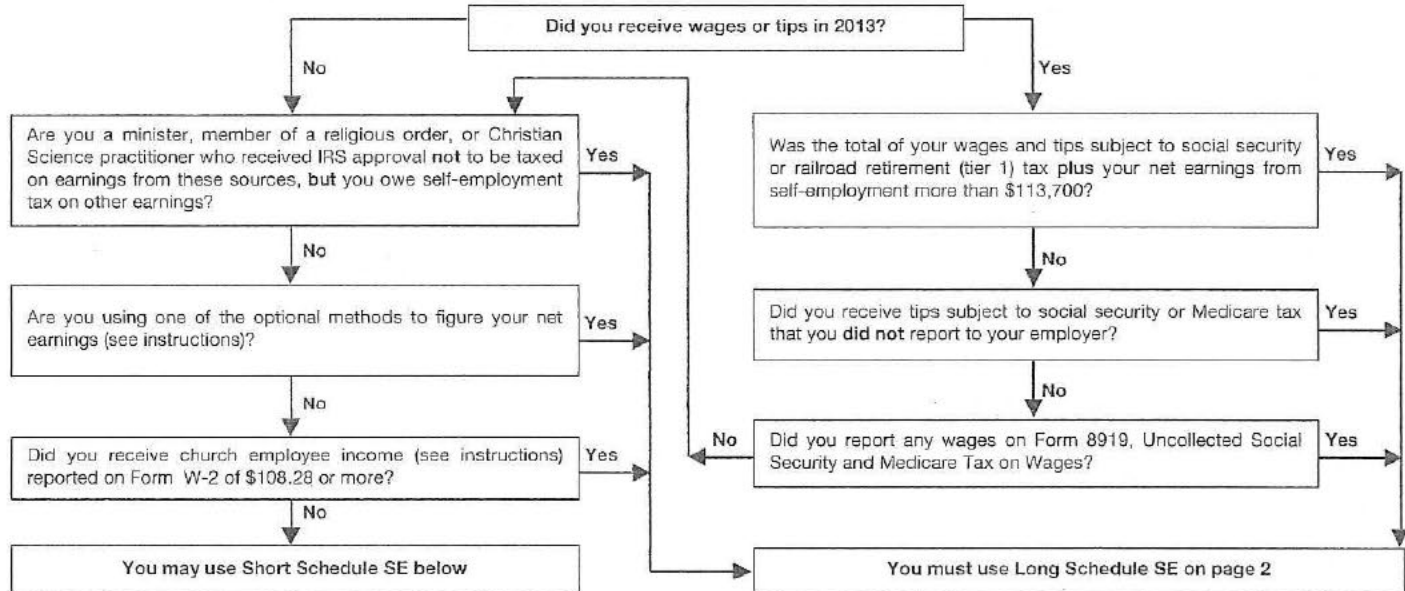 Did you receive wages or tips in 2013?
No
Yes
Are you a minister, member of a religious order, or Christian
Science practitioner who received IRS approval not to be taxed
on earnings from these sources, but you owe self-employment
tax on other earnings?
Yes
No
Are you using one of the optional methods to figure your net
earnings (see instructions)?
Yes
No
Did you receive church employee income (see instructions)
reported on Form W-2 of $108.28 or more?
Yes
No
You may use Short Schedule SE below
Was the total of your wages and tips subject to social security
or railroad retirement (tier 1) tax plus your net earnings from
self-employment more than $113,700?
Yes
No
Did you receive tips subject to social security or Medicare tax
that you did not report to your employer?
Yes
No
No
Did you report any wages on Form 8919, Uncollected Social
Security and Medicare Tax on Wages?
Yes
You must use Long Schedule SE on page 2